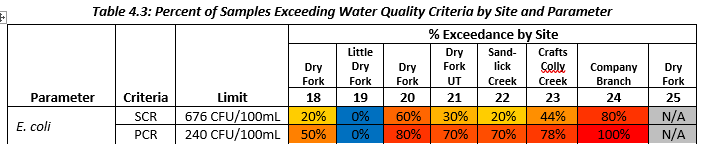 Table 4.3: Percent of Samples Exceeding Water Quality Criteria by Site and Parameter
% Exceedance by Site
Parameter Criteria Limit Dry Fork 18 Little Dry Fork 19 Dry Fork 20 Dry Fork UT 21 Sand-lick Creek 22 Crafts Colly Creek 23 Company Branch 24 Dry Fork 25
E. coli SCR 676 CFU/100mL 20% 0% 60% 30% 20% 44% 80% N/A
PCR 240 CFU/100mL 50% 0% 80% 70% 70% 78% 100% N/A